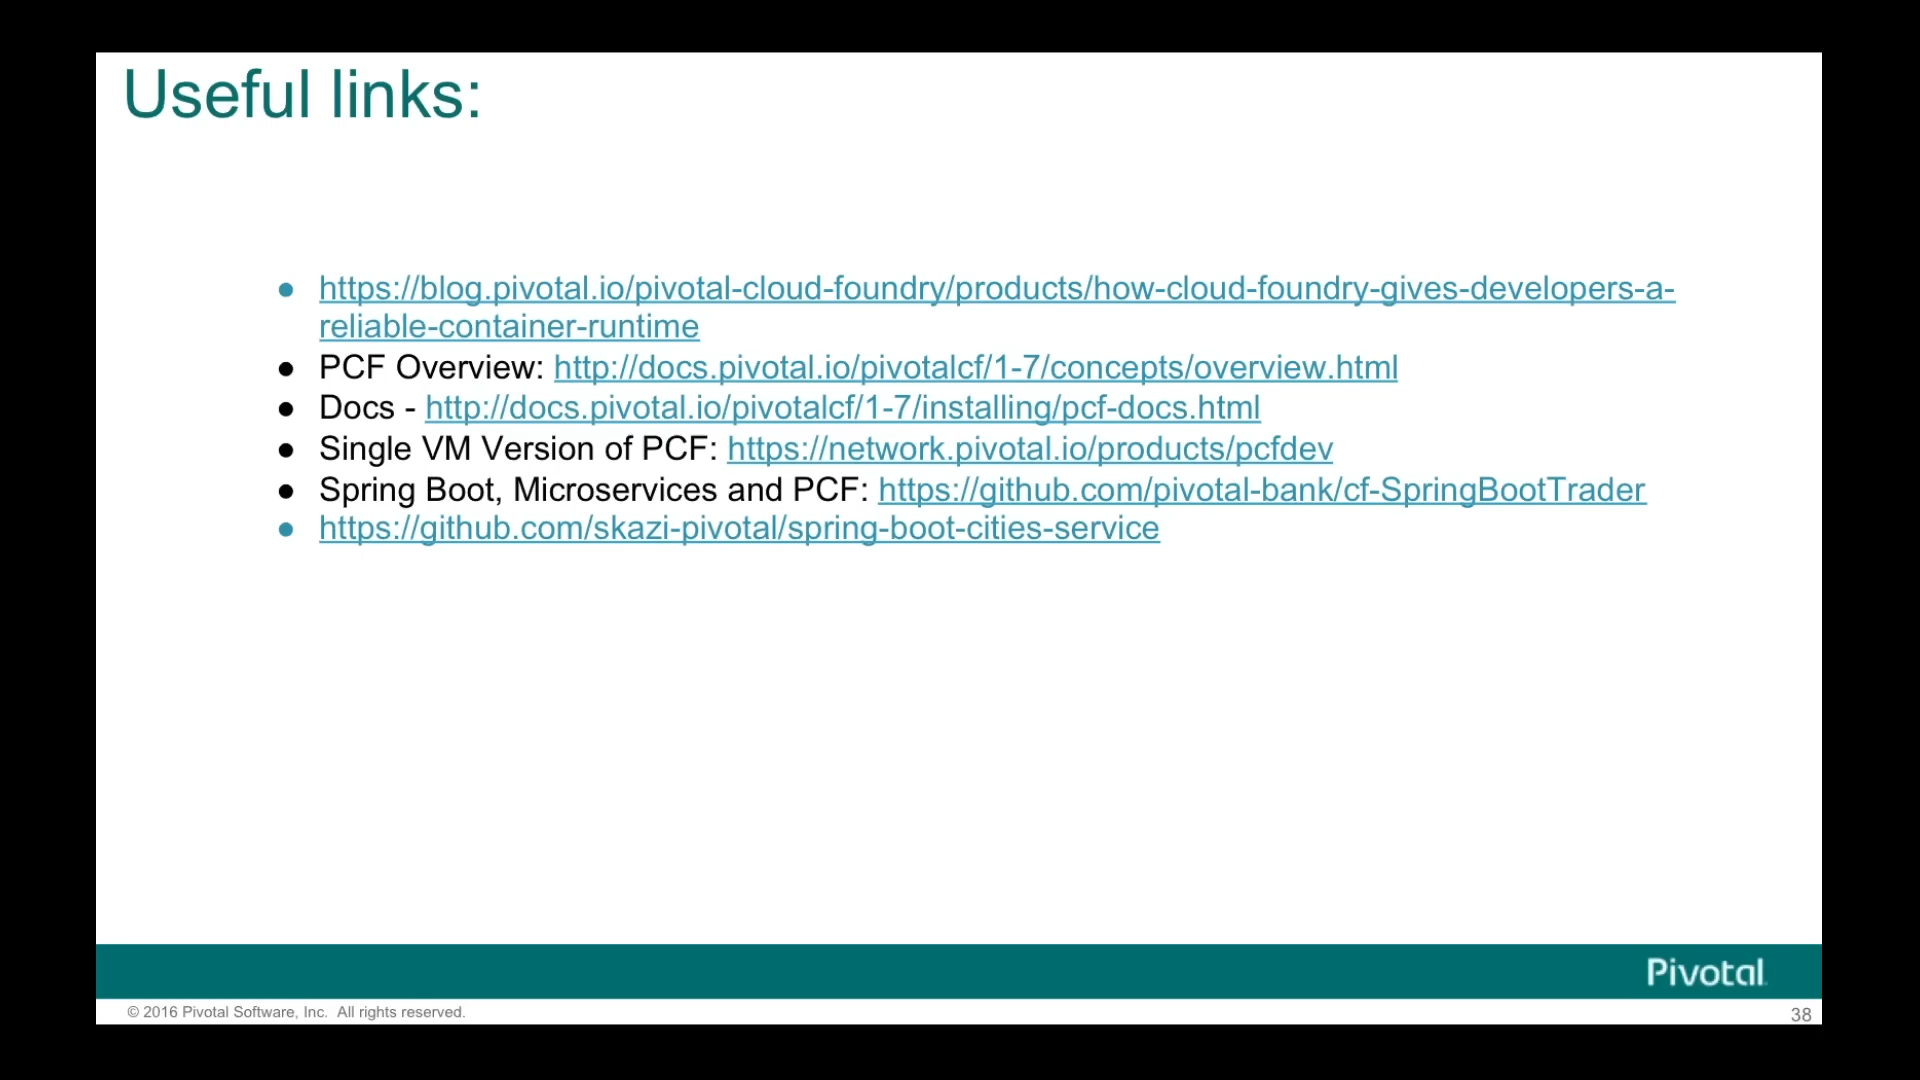 Useful links:
● https://blog.pivotal.io/pivotal-cloud-foundry/products/how-cloud-foundry-gives-developers-a-
reliable-container-runtime
● PCF Overview: http://docs.pivotal.io/pivotalcf/1-7/concepts/overview.html
● Docs - http://docs.pivotal.io/pivotalcf/1-7/installing/pcf-docs.html
● Single VM Version of PCF: https://network.pivotal.io/products/pcfdev
● Spring Boot, Microservices and PCF: https://github.com/pivotal-bank/cf-SpringBootTrader
● https://github.com/skazi-pivotal/spring-boot-cities-service
Pivotal
© 2016 Pivotal Software, Inc. All rights reserved.
38